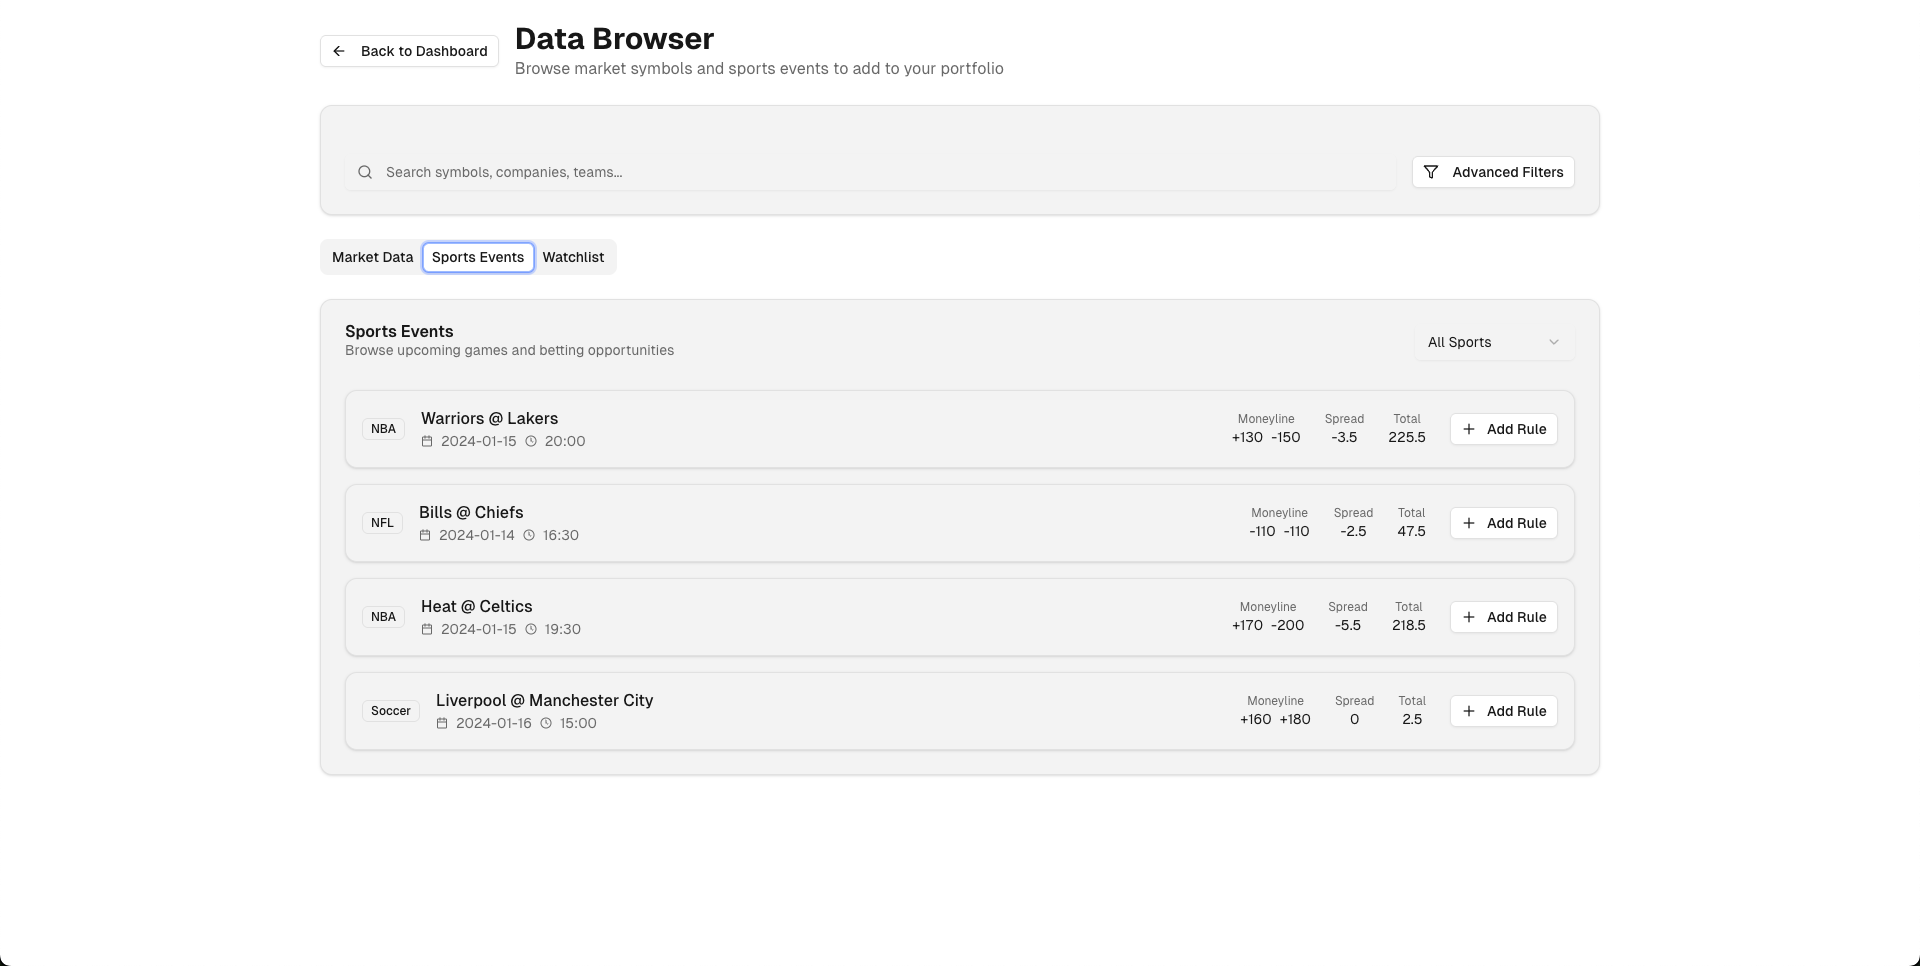 Back to Dashboard
Data Browser
Browse market symbols and sports events to add to your portfolio
Search symbols, companies, teams...
Advanced Filters
Market Data Sports Events Watchlist
Sports Events
Browse upcoming games and betting opportunities
All Sports
NBA
Warriors @ Lakers
2024-01-15 20:00
Moneyline Spread Total
+130 -150 -3.5 225.5
Add Rule
NFL
Bills @ Chiefs
2024-01-14 16:30
Moneyline Spread Total
-110 -110 -2.5 47.5
Add Rule
NBA
Heat @ Celtics
2024-01-15 19:30
Moneyline Spread Total
+170 -200 -5.5 218.5
Add Rule
Soccer
Liverpool @ Manchester City
2024-01-16 15:00
Moneyline Spread Total
+160 +180 0 2.5
Add Rule